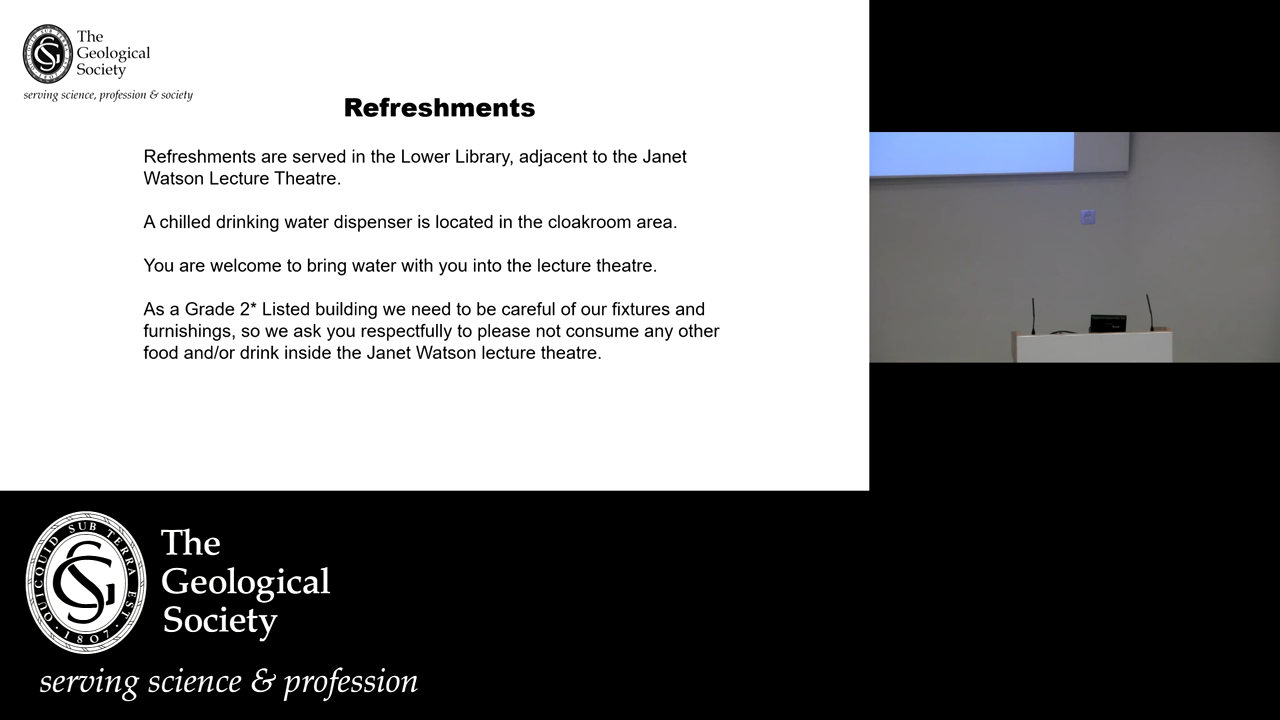 The
Geological
Society
serving science, profession & society
Refreshments
Refreshments are served in the Lower Library, adjacent to the Janet
Watson Lecture Theatre.
A chilled drinking water dispenser is located in the cloakroom area.
You are welcome to bring water with you into the lecture theatre.
As a Grade 2* Listed building we need to be careful of our fixtures and
furnishings, so we ask you respectfully to please not consume any other
food and/or drink inside the Janet Watson lecture theatre.
QUICQUID SUB TERRA EST
· 1807 ·
The
Geological
Society
serving science & profession